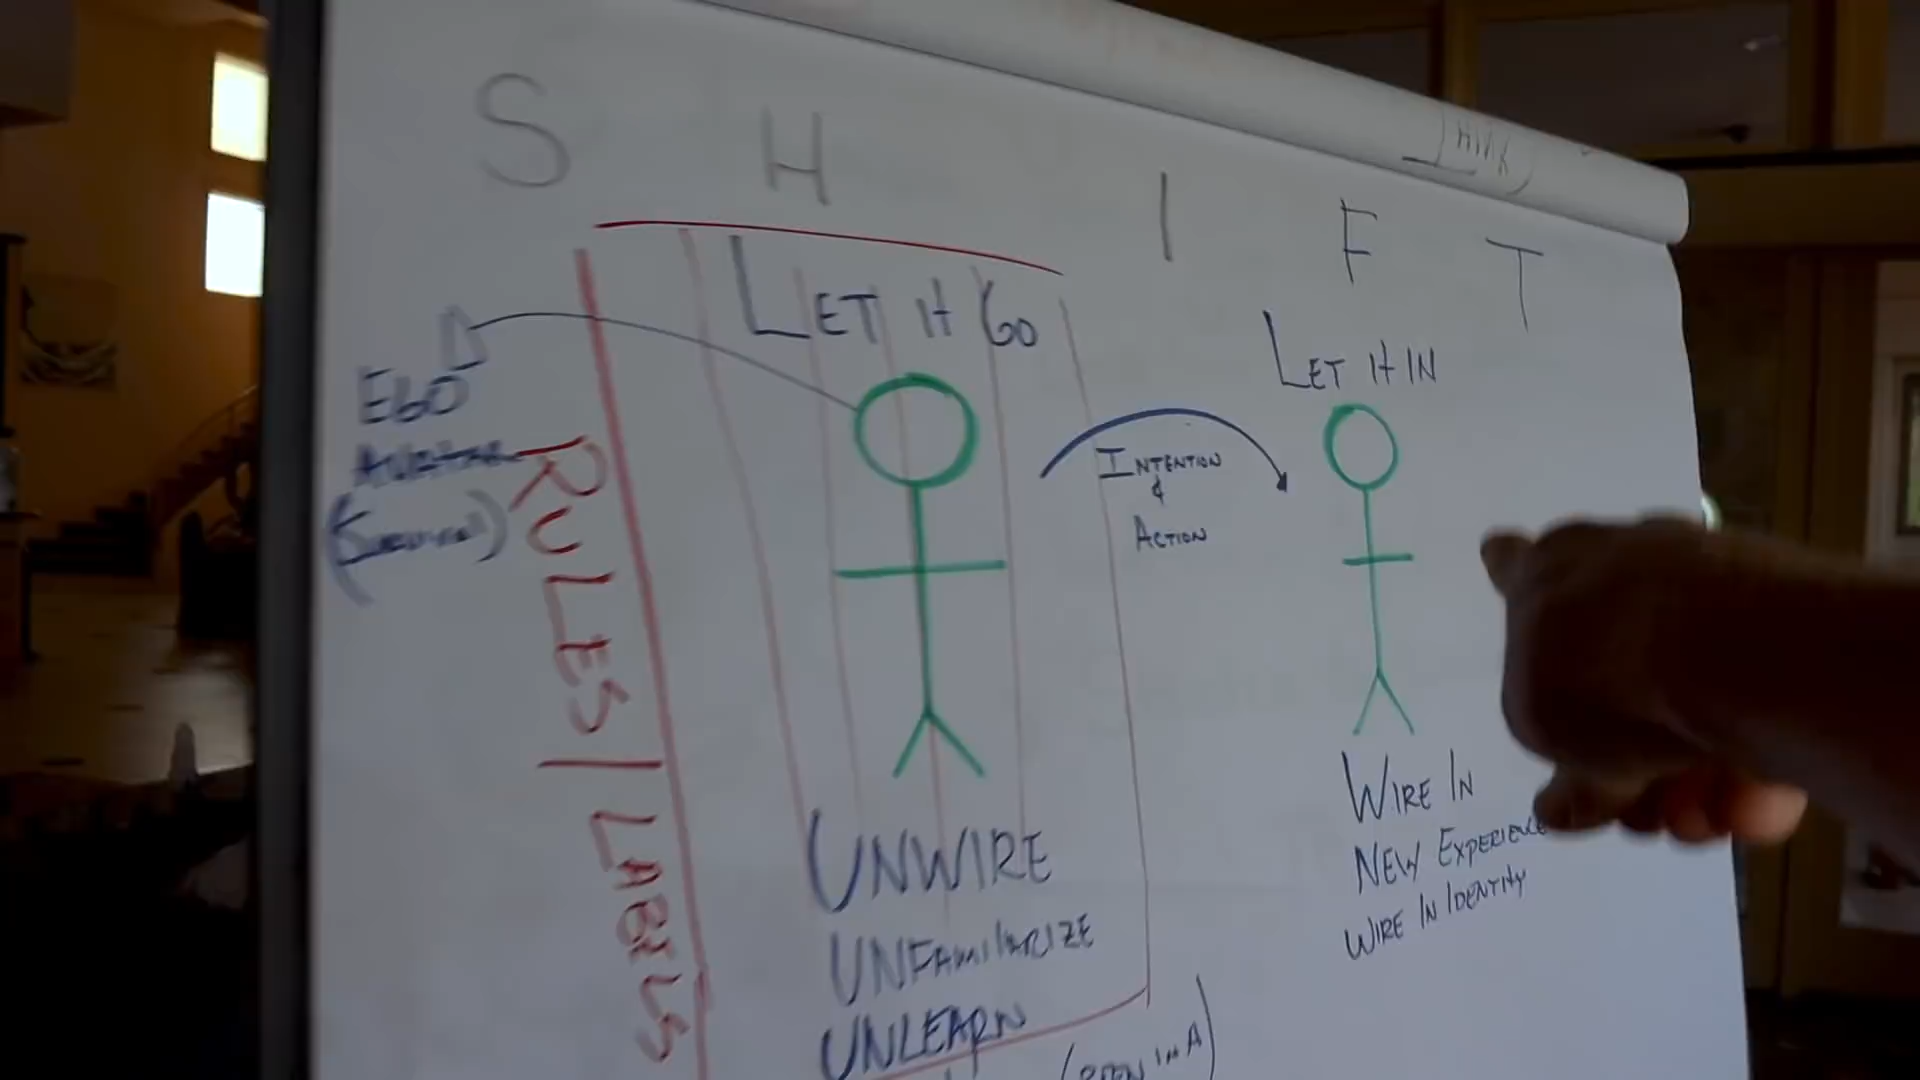 S H I F T
LET IT GO
LET IT IN
EGO
AVATAR
(SURVIVAL)
RULES | LABELS
INTENTION
&
ACTION
UNWIRE
UNFAMILIARIZE
UNLEARN
WIRE IN
NEW EXPERIENCE
WIRE IN IDENTITY